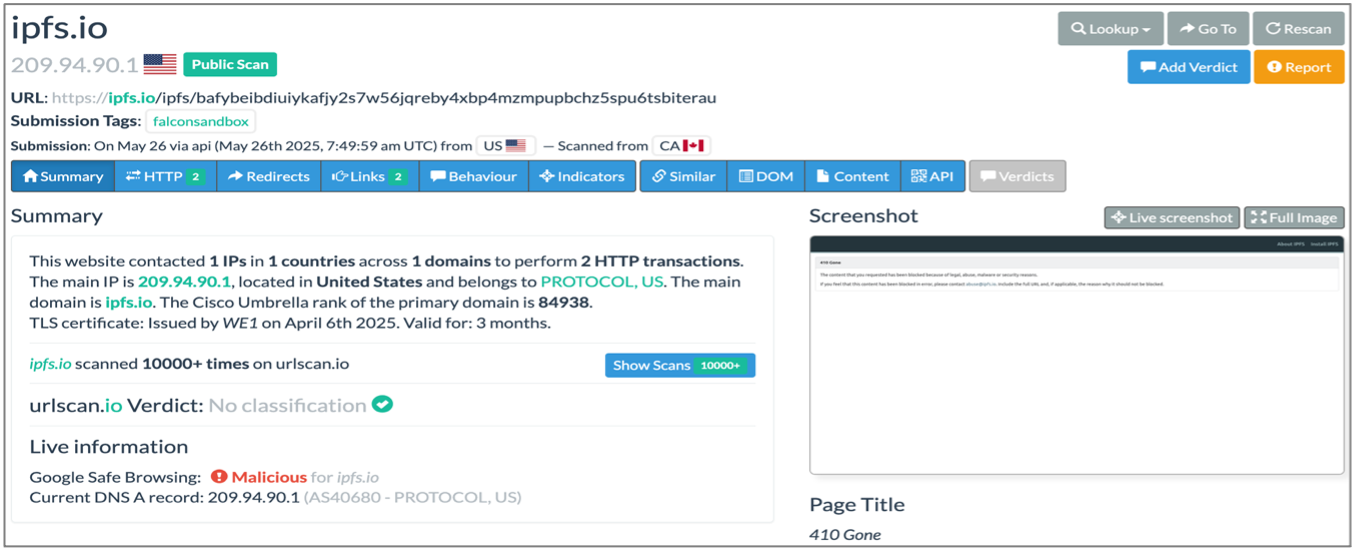 ipfs.io
Lookup Go To Rescan
209.94.90.1 Public Scan
Add Verdict Report
URL: https://ipfs.io/ipfs/bafybeibdiuiykafjy2s7w56jqreby4xbp4mzmpupbchz5spu6tsbiterau
Submission Tags: falconsandbox
Submission: On May 26 via api (May 26th 2025, 7:49:59 am UTC) from US — Scanned from CA
Summary HTTP 2 Redirects Links 2 Behaviour Indicators Similar DOM Content API Verdicts
Summary
This website contacted 1 IPs in 1 countries across 1 domains to perform 2 HTTP transactions.
The main IP is 209.94.90.1, located in United States and belongs to PROTOCOL, US. The main
domain is ipfs.io. The Cisco Umbrella rank of the primary domain is 84938.
TLS certificate: Issued by WE1 on April 6th 2025. Valid for: 3 months.
ipfs.io scanned 10000+ times on urlscan.io
Show Scans 10000+
urlscan.io Verdict: No classification
Live information
Google Safe Browsing: Malicious for ipfs.io
Current DNS A record: 209.94.90.1 (AS40680 - PROTOCOL, US)
Screenshot
Live screenshot Full Image
About IPFS Install IPFS
410 Gone
The content that you requested has been blocked because of legal, abuse, malware or security reasons.
If you feel that this content has been blocked in error, please contact abuse@ipfs.io. Include the full URL and, if applicable, the reason why it should not be blocked.
Page Title
410 Gone